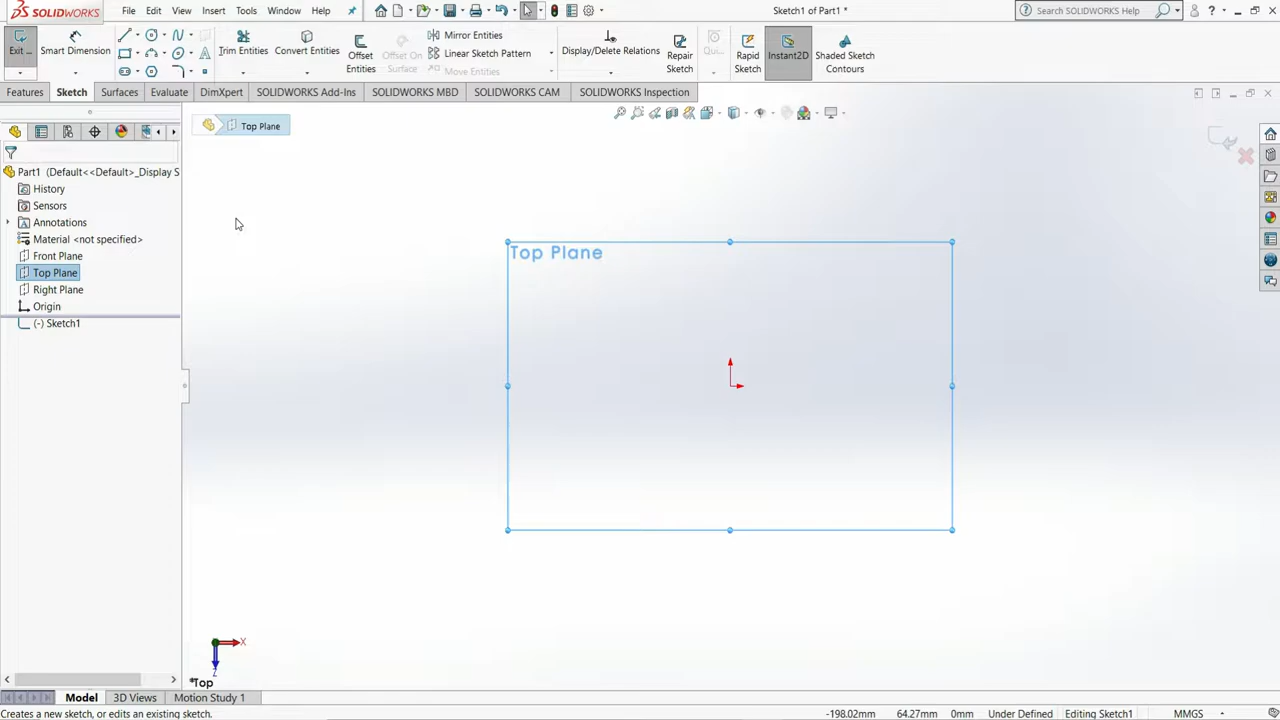 SOLIDWORKS
File Edit View Insert Tools Window Help
Sketch1 of Part1 *
Search SOLIDWORKS Help
Exit ...
Smart Dimension
Trim Entities
Convert Entities
Offset Entities
Offset On Surface
Mirror Entities
Linear Sketch Pattern
Move Entities
Display/Delete Relations
Repair Sketch
Qui...
Rapid Sketch
Instant2D
Shaded Sketch Contours
Features Sketch Surfaces Evaluate DimXpert SOLIDWORKS Add-Ins SOLIDWORKS MBD SOLIDWORKS CAM SOLIDWORKS Inspection
Top Plane
Part1 (Default<<Default>_Display S
History
Sensors
Annotations
Material <not specified>
Front Plane
Top Plane
Right Plane
Origin
(-) Sketch1
Top Plane
X
Z
*Top
Model 3D Views Motion Study 1
Creates a new sketch, or edits an existing sketch.
-198.02mm 64.27mm 0mm Under Defined Editing Sketch1 MMGS